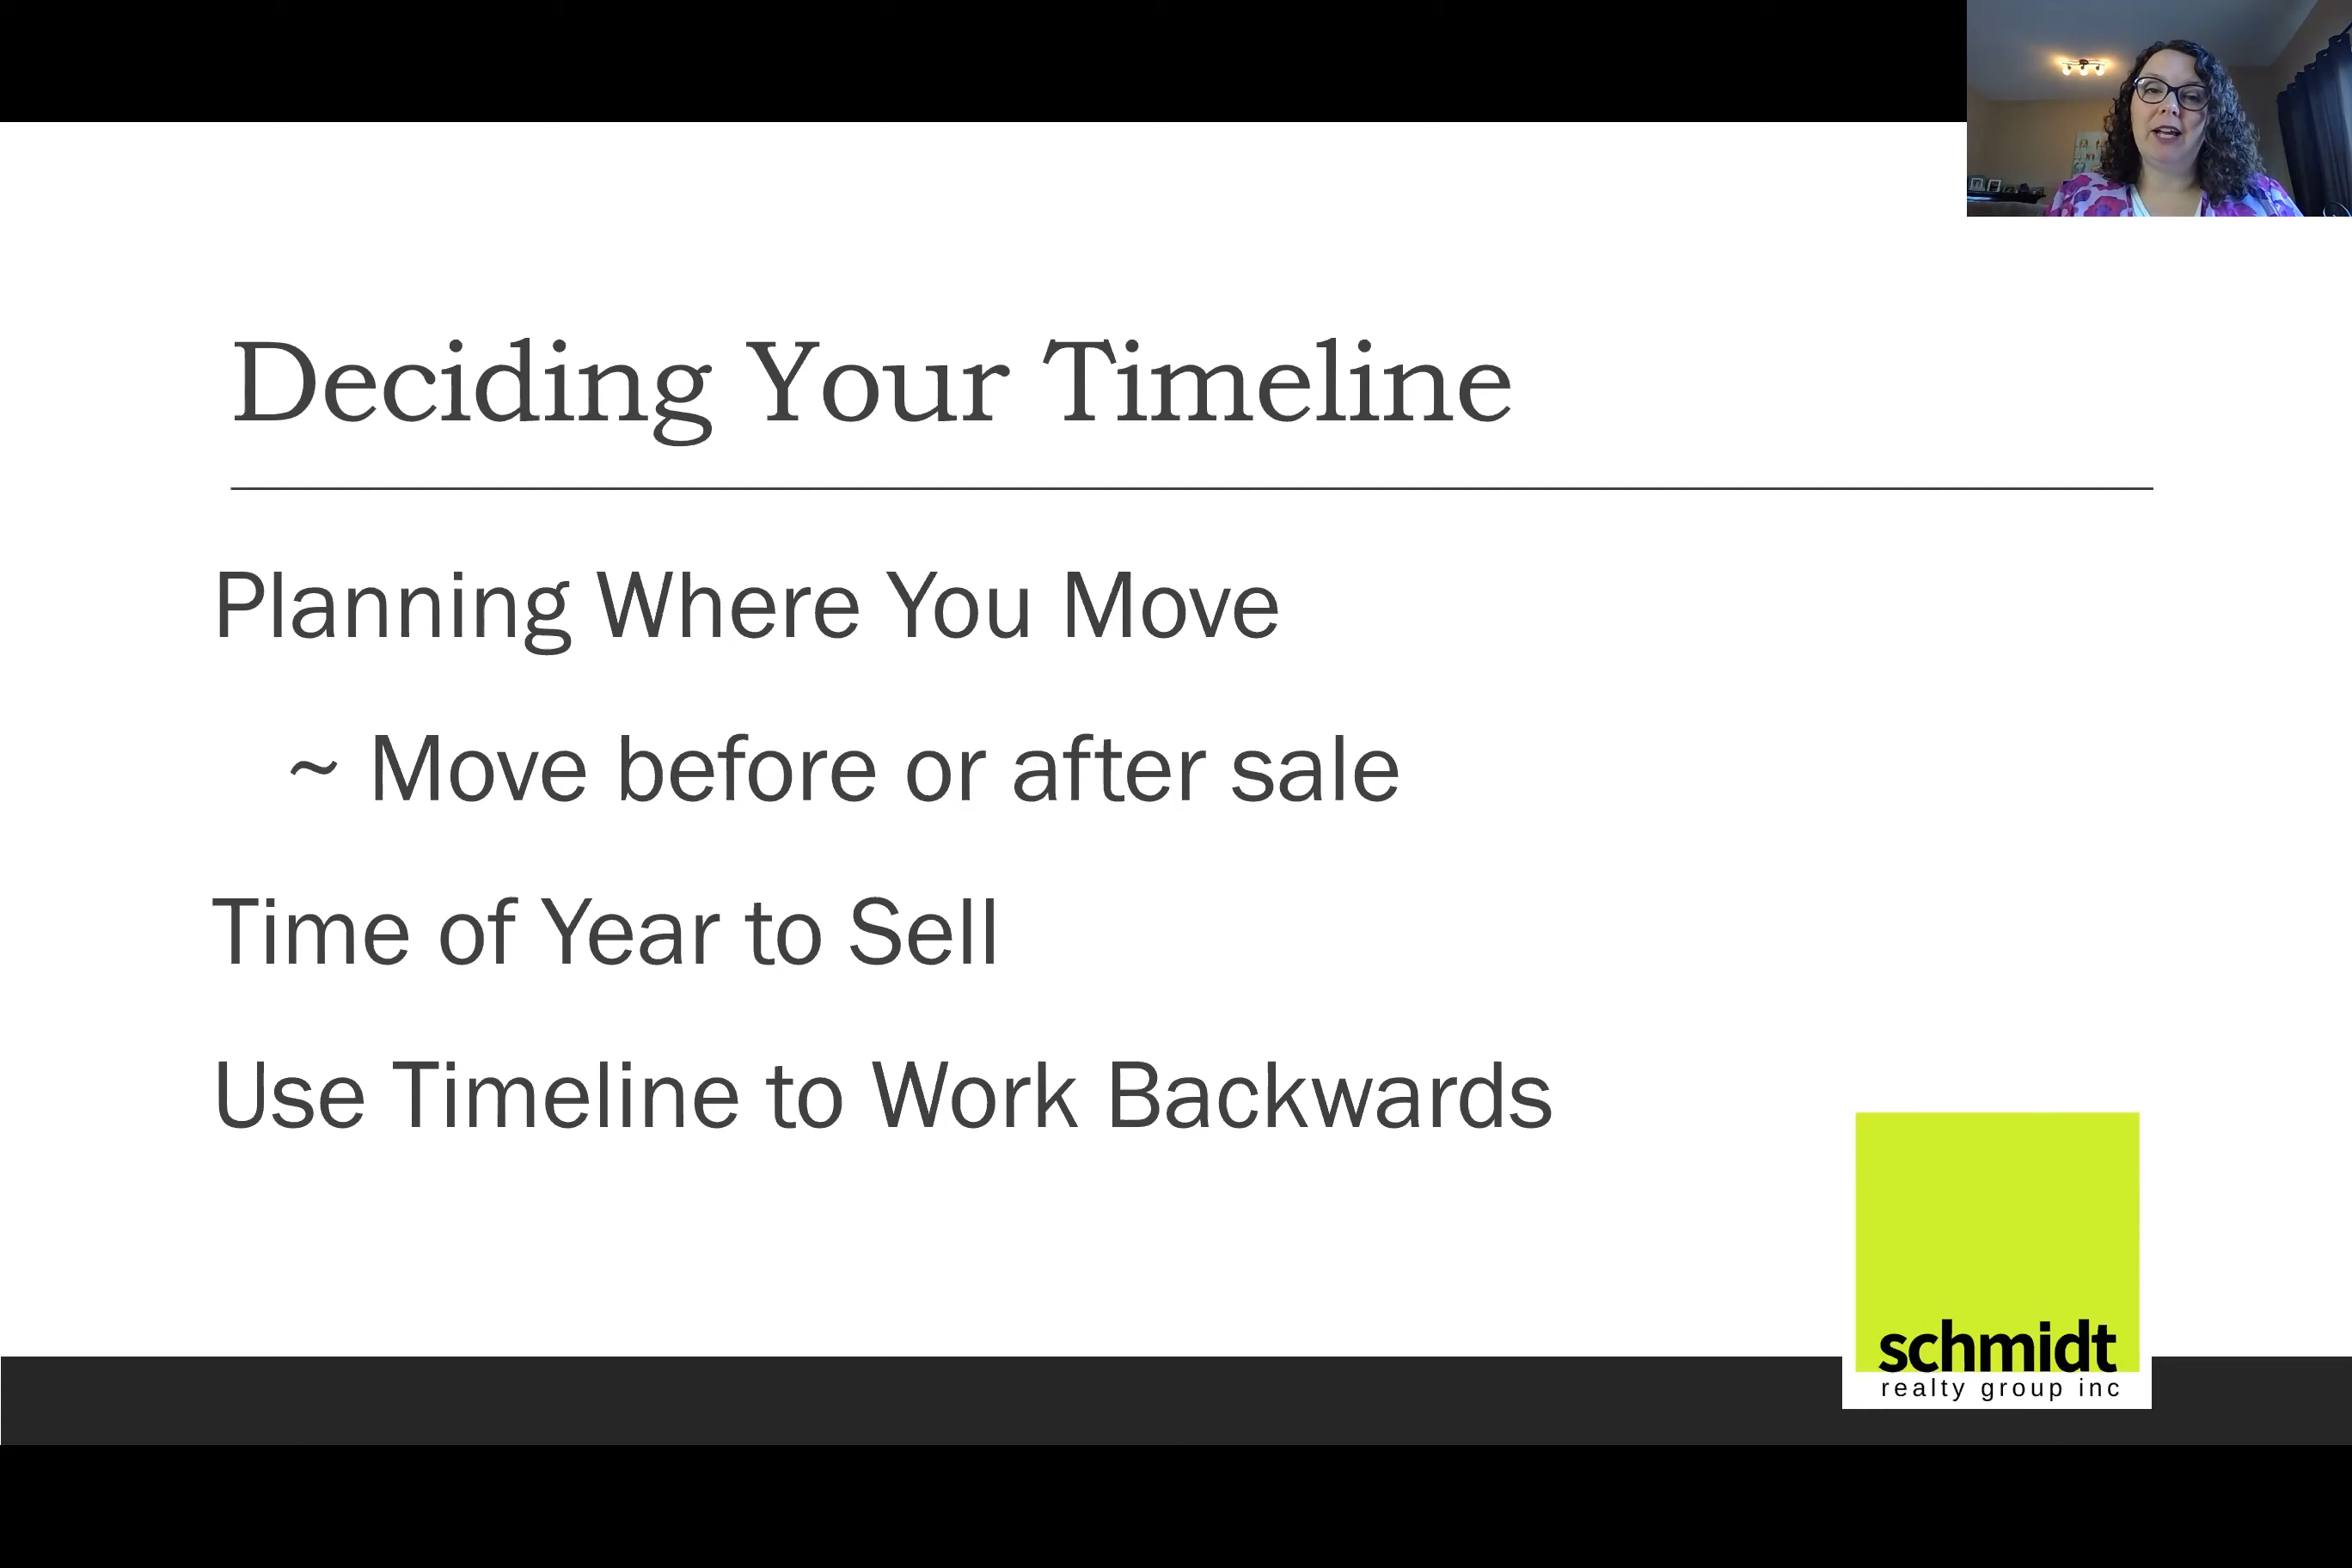 Deciding Your Timeline
Planning Where You Move
~ Move before or after sale
Time of Year to Sell
Use Timeline to Work Backwards
schmidt
realty group inc